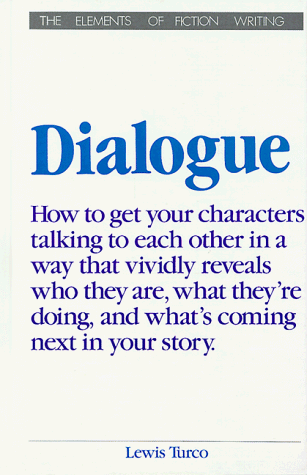 THE ELEMENTS OF FICTION WRITING
Dialogue
How to get your characters
talking to each other in a
way that vividly reveals
who they are, what they're
doing, and what's coming
next in your story.
Lewis Turco